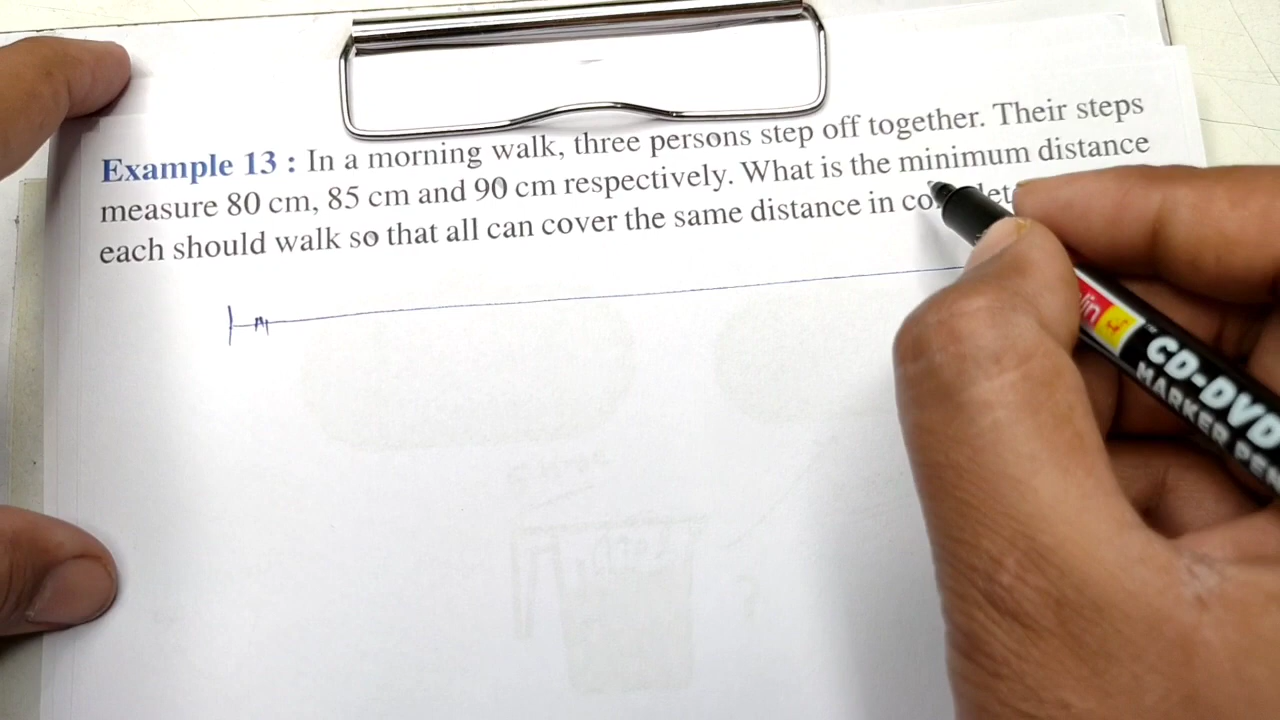 Example 13 : In a morning walk, three persons step off together. Their steps
measure 80 cm, 85 cm and 90 cm respectively. What is the minimum distance
each should walk so that all can cover the same distance in
CD-DVD
MARKER PEN